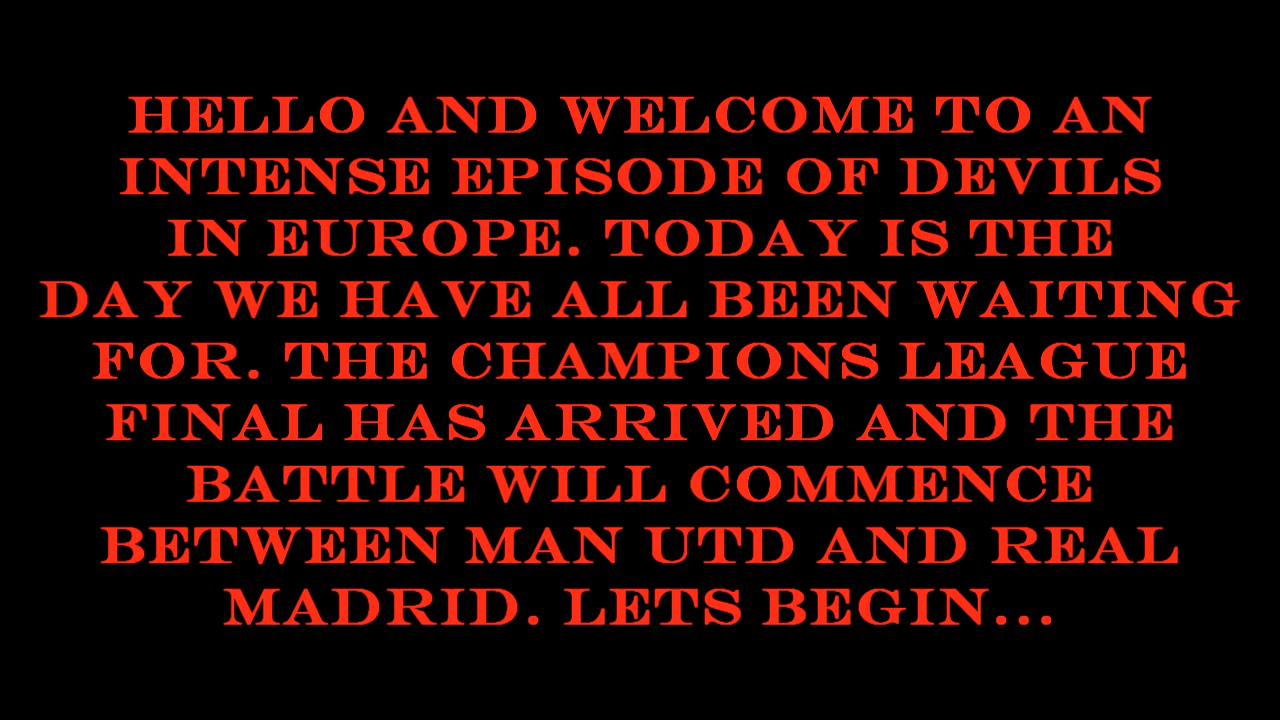 HELLO AND WELCOME TO AN
INTENSE EPISODE OF DEVILS
IN EUROPE. TODAY IS THE
DAY WE HAVE ALL BEEN WAITING
FOR. THE CHAMPIONS LEAGUE
FINAL HAS ARRIVED AND THE
BATTLE WILL COMMENCE
BETWEEN MAN UTD AND REAL
MADRID. LETS BEGIN...